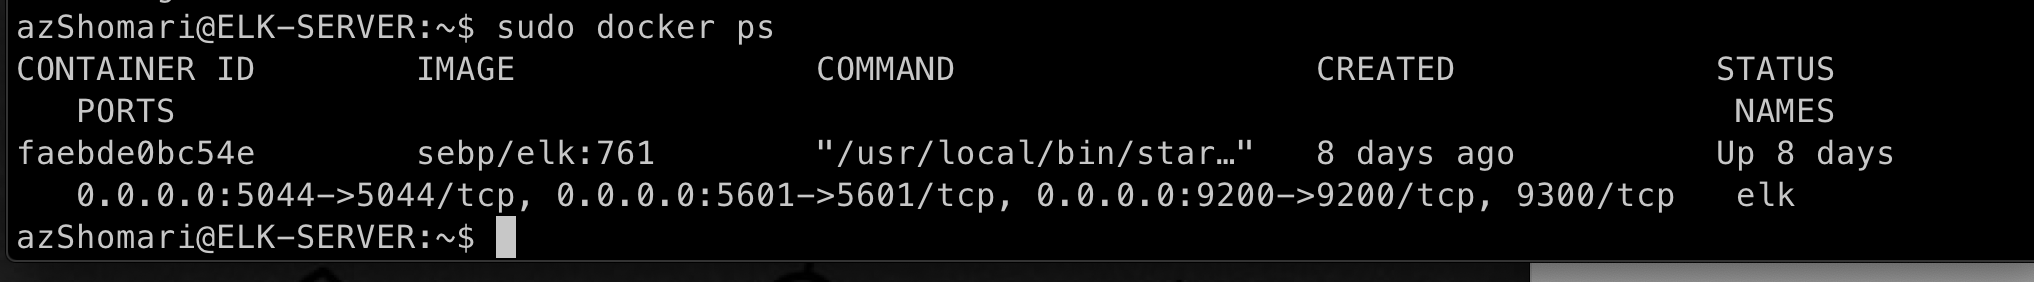 azShomari@ELK-SERVER:~$ sudo docker ps
CONTAINER ID        IMAGE               COMMAND                  CREATED             STATUS
   PORTS                                                                              NAMES
faebde0bc54e        sebp/elk:761        "/usr/local/bin/star…"   8 days ago          Up 8 days
   0.0.0.0:5044->5044/tcp, 0.0.0.0:5601->5601/tcp, 0.0.0.0:9200->9200/tcp, 9300/tcp   elk
azShomari@ELK-SERVER:~$